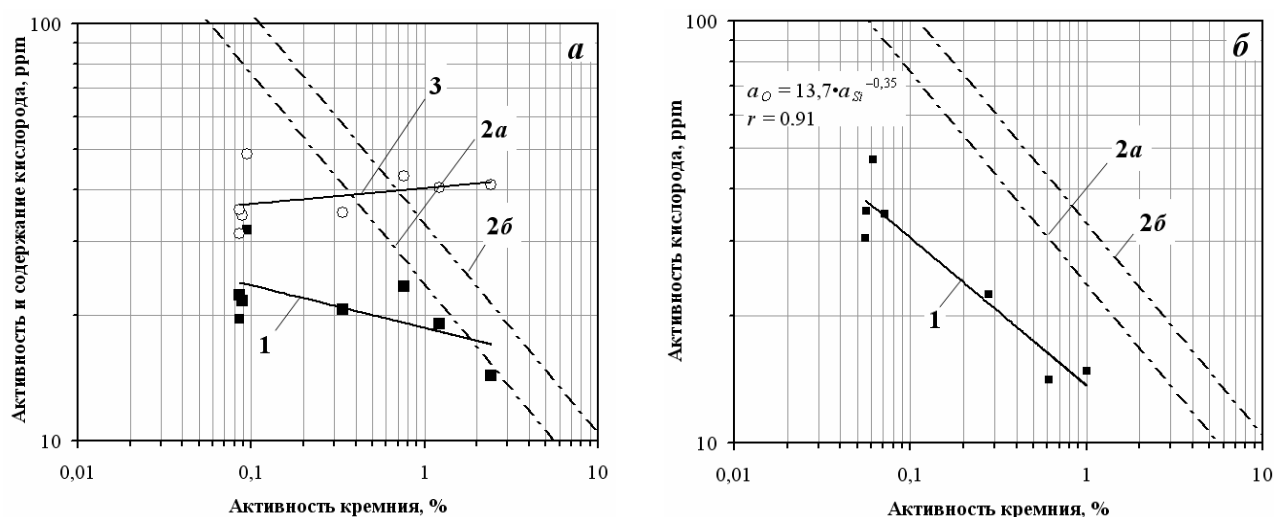 100
а
3
2а
2б
1
10
0,01
0,1
1
10
Активность кремния, %
Активность и содержание кислорода, ppm
100
б
a_O = 13,7•a_Si^−0,35
r = 0.91
2а
2б
1
10
0,01
0,1
1
10
Активность кремния, %
Активность кислорода, ppm